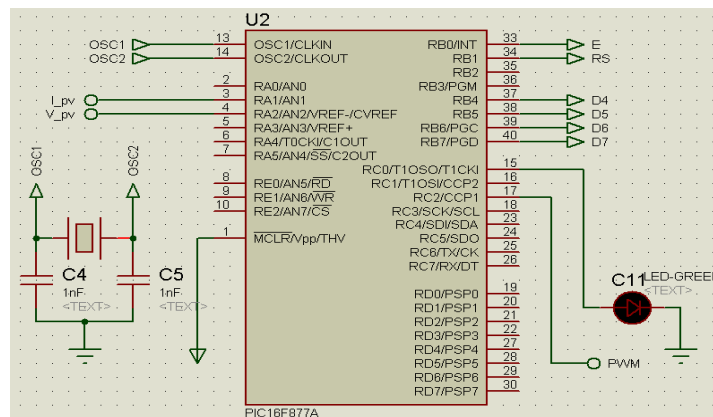 U2
OSC1
OSC2
13
14
OSC1/CLKIN
OSC2/CLKOUT
2
3
4
5
6
7
RA0/AN0
RA1/AN1
RA2/AN2/VREF-/CVREF
RA3/AN3/VREF+
RA4/T0CKI/C1OUT
RA5/AN4/SS/C2OUT
I_pv
V_pv
8
9
10
RE0/AN5/RD
RE1/AN6/WR
RE2/AN7/CS
1
MCLR/Vpp/THV
RB0/INT
RB1
RB2
RB3/PGM
RB4
RB5
RB6/PGC
RB7/PGD
33
34
35
36
37
38
39
40
E
RS
D4
D5
D6
D7
RC0/T1OSO/T1CKI
RC1/T1OSI/CCP2
RC2/CCP1
RC3/SCK/SCL
RC4/SDI/SDA
RC5/SDO
RC6/TX/CK
RC7/RX/DT
15
16
17
18
23
24
25
26
RD0/PSP0
RD1/PSP1
RD2/PSP2
RD3/PSP3
RD4/PSP4
RD5/PSP5
RD6/PSP6
RD7/PSP7
19
20
21
22
27
28
29
30
PIC16F877A
OSC1
OSC2
C4
1nF
<TEXT>
C5
1nF
<TEXT>
C11
LED-GREEN
<TEXT>
PWM